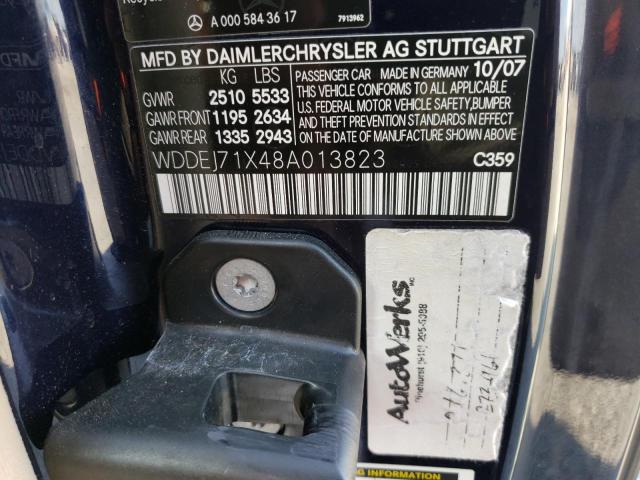 A 000 584 36 17
7913962
MFD BY DAIMLERCHRYSLER AG STUTTGART
KG LBS PASSENGER CAR MADE IN GERMANY 10/07
GVWR 2510 5533 THIS VEHICLE CONFORMS TO ALL APPLICABLE
GAWR FRONT 1195 2634 U.S. FEDERAL MOTOR VEHICLE SAFETY,BUMPER
GAWR REAR 1335 2943 AND THEFT PREVENTION STANDARDS IN EFFECT ON THE DATE OF MANUFACTURE SHOWN ABOVE.
WDDEJ71X48A013823 C359
AutoWerks
Pinehurst (910)
INFORMATION